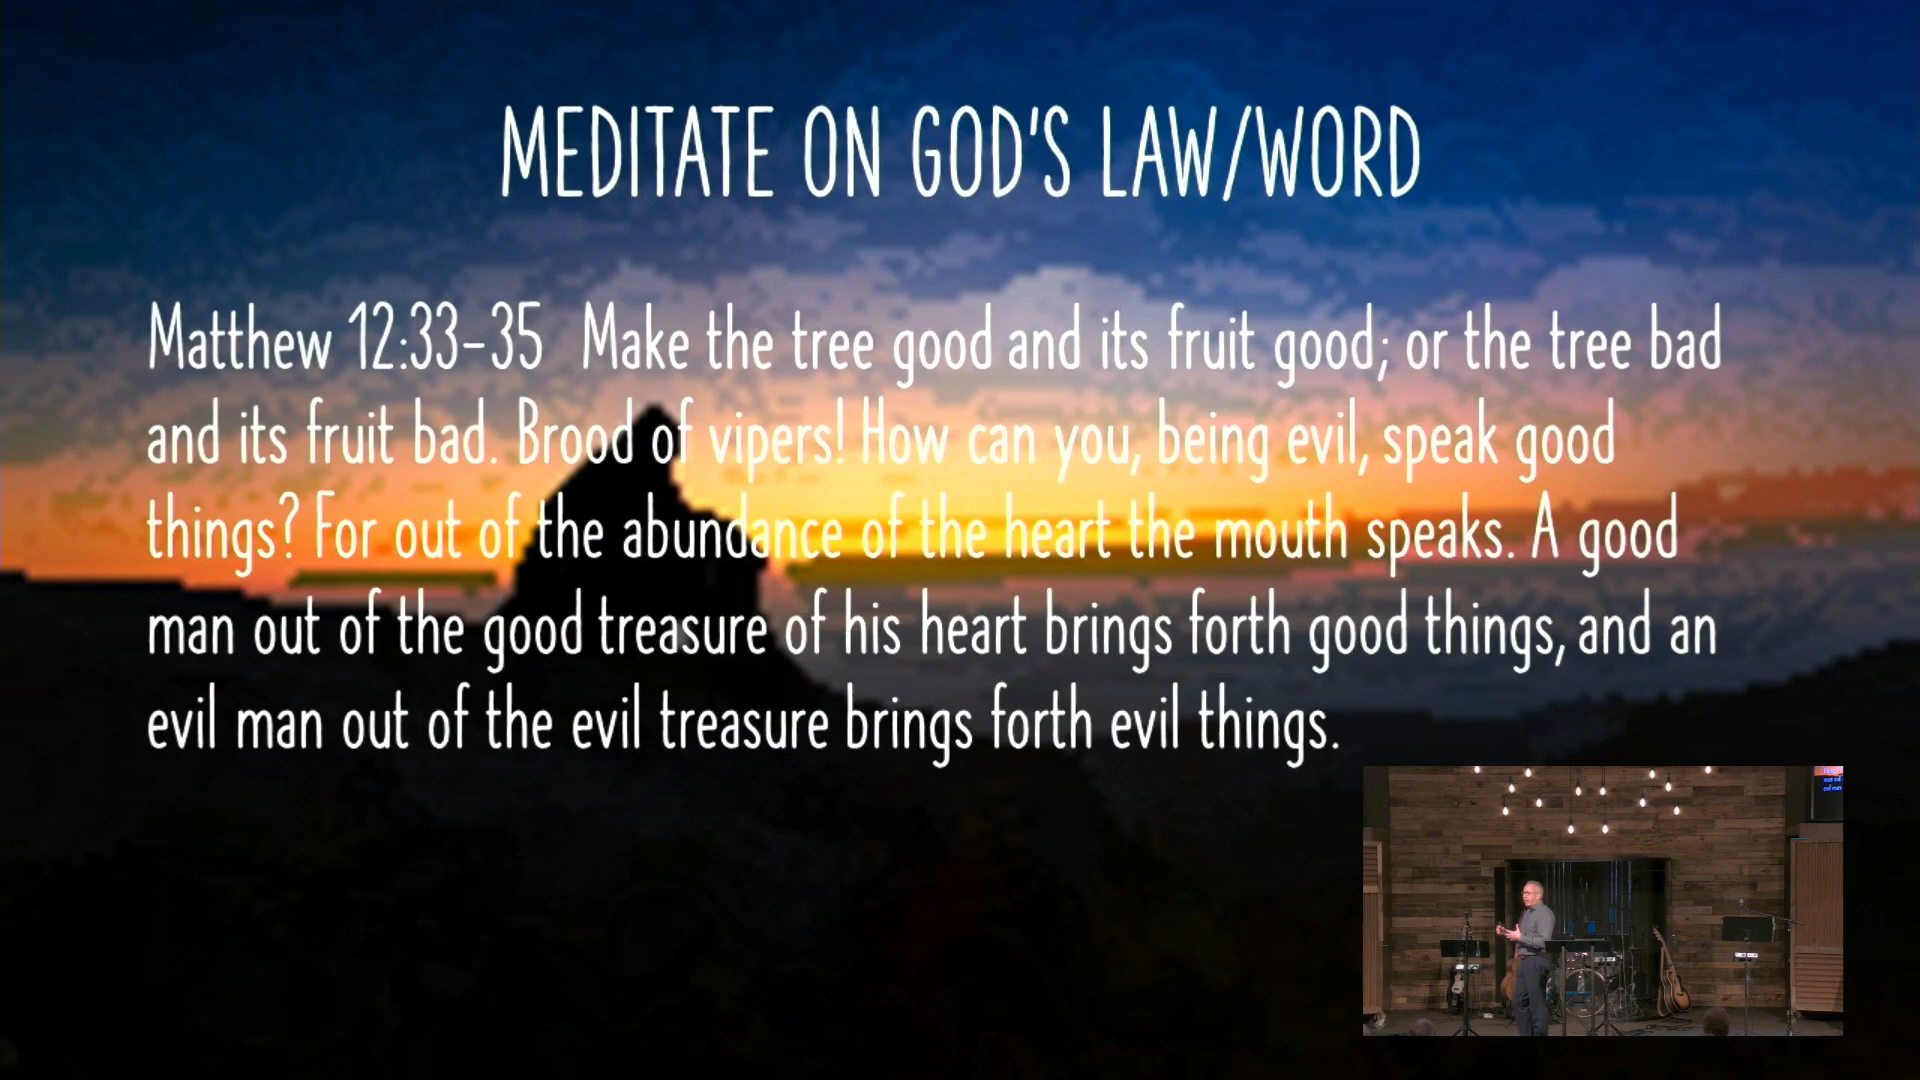 MEDITATE ON GOD'S LAW/WORD
Matthew 12:33-35 Make the tree good and its fruit good; or the tree bad
and its fruit bad. Brood of vipers! How can you, being evil, speak good
things? For out of the abundance of the heart the mouth speaks. A good
man out of the good treasure of his heart brings forth good things, and an
evil man out of the evil treasure brings forth evil things.